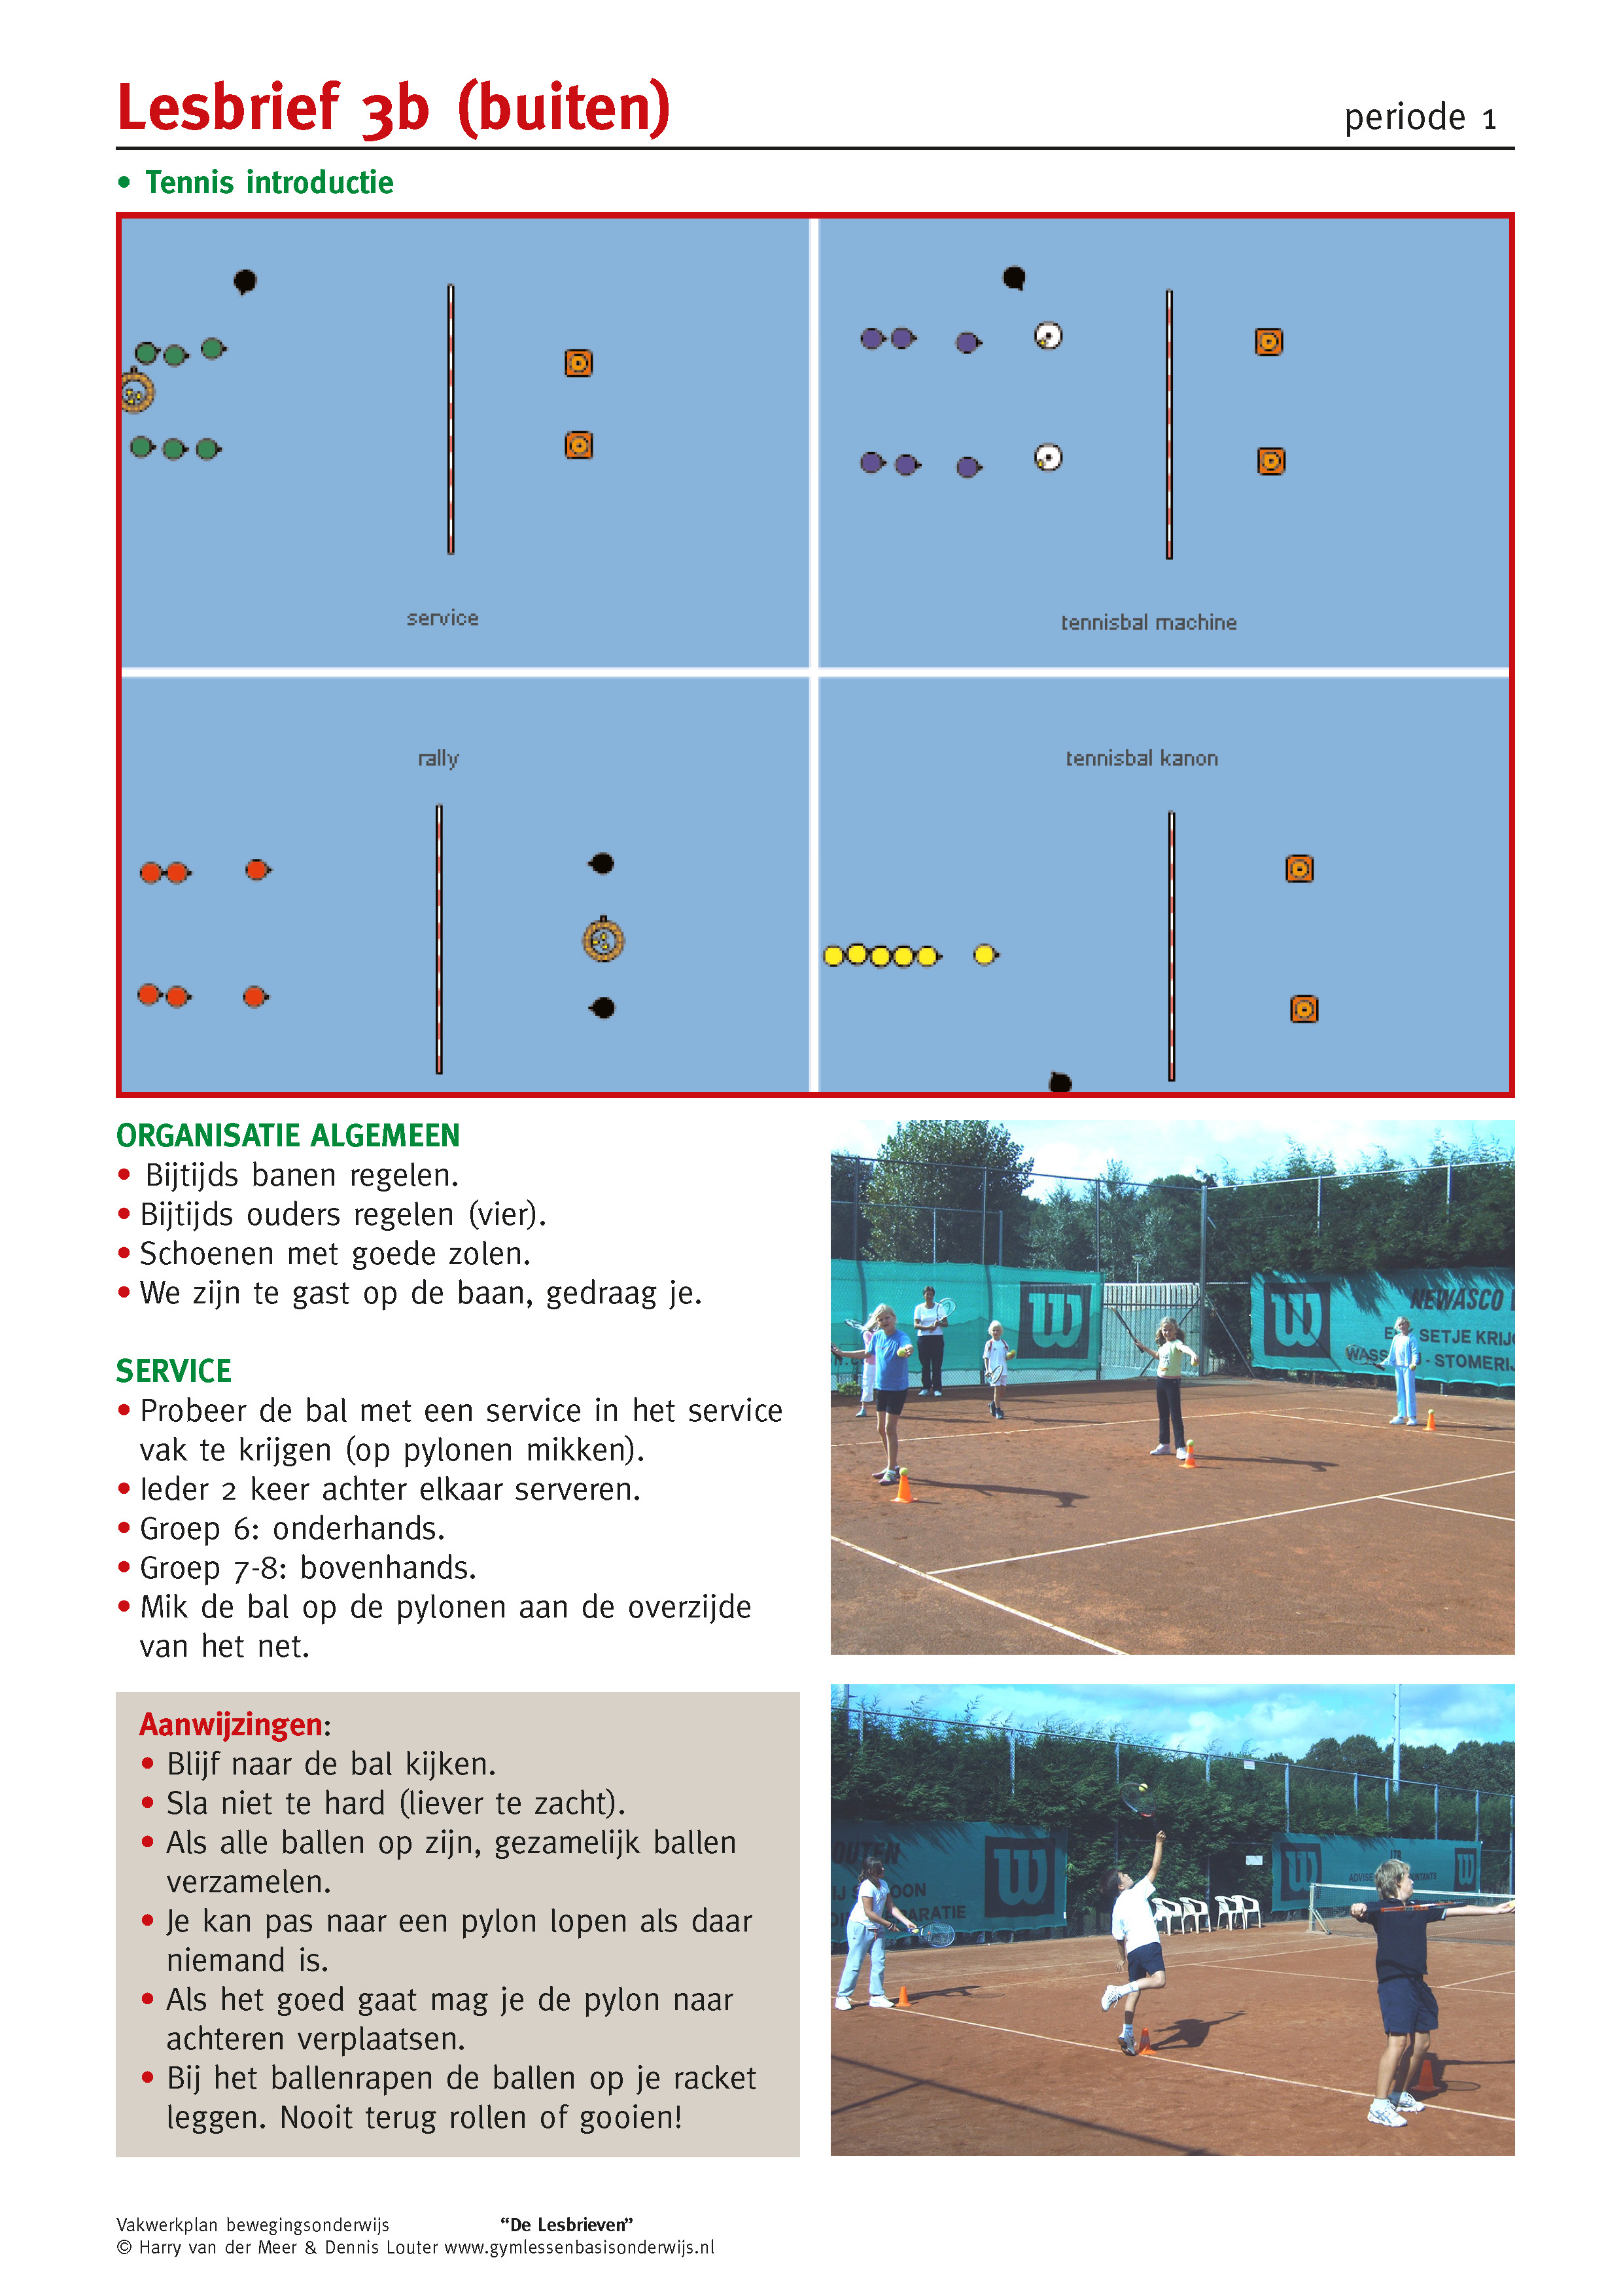 Lesbrief 3b (buiten)
periode 1
• Tennis introductie
service
tennisbal machine
rally
tennisbal kanon
ORGANISATIE ALGEMEEN
• Bijtijds banen regelen.
• Bijtijds ouders regelen (vier).
• Schoenen met goede zolen.
• We zijn te gast op de baan, gedraag je.
SERVICE
• Probeer de bal met een service in het service
vak te krijgen (op pylonen mikken).
• Ieder 2 keer achter elkaar serveren.
• Groep 6: onderhands.
• Groep 7-8: bovenhands.
• Mik de bal op de pylonen aan de overzijde
van het net.
Aanwijzingen:
• Blijf naar de bal kijken.
• Sla niet te hard (liever te zacht).
• Als alle ballen op zijn, gezamelijk ballen
verzamelen.
• Je kan pas naar een pylon lopen als daar
niemand is.
• Als het goed gaat mag je de pylon naar
achteren verplaatsen.
• Bij het ballenrapen de ballen op je racket
leggen. Nooit terug rollen of gooien!
W
W
NEWASCO
SETJE KRIJ
- STOMERIJ
W
W
Vakwerkplan bewegingsonderwijs
“De Lesbrieven”
© Harry van der Meer & Dennis Louter www.gymlessenbasisonderwijs.nl